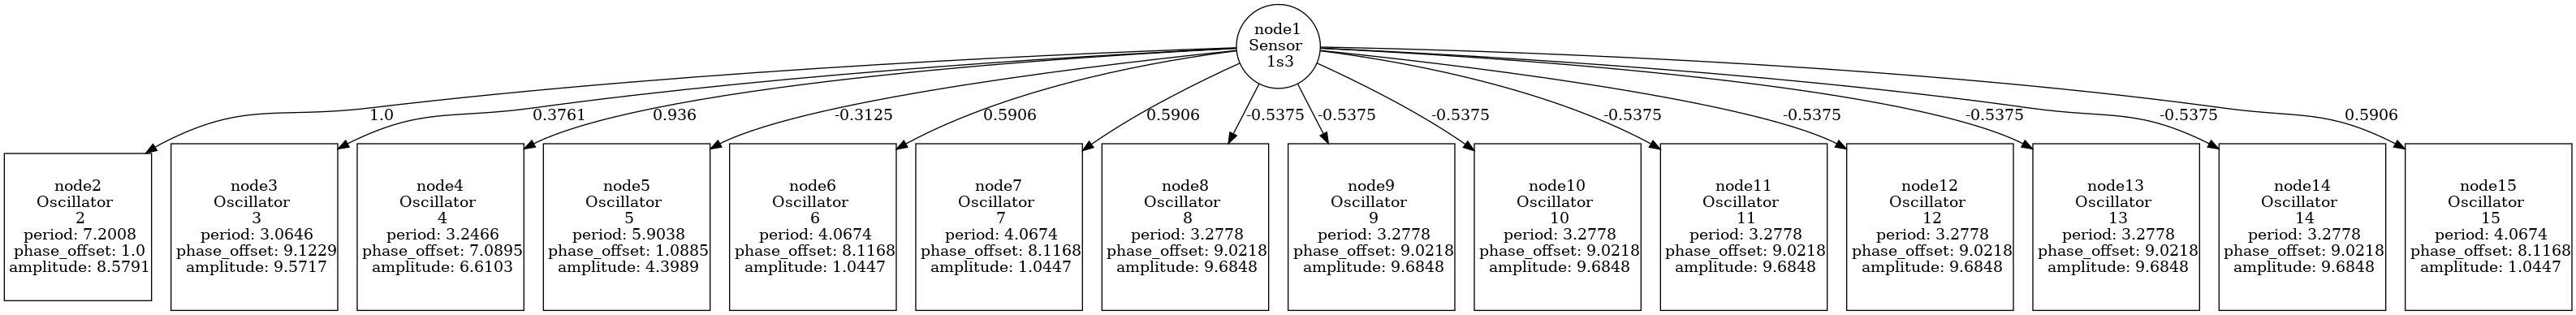 node1
Sensor
1s3
1.0
0.3761
0.936
-0.3125
0.5906
0.5906
-0.5375
-0.5375
-0.5375
-0.5375
-0.5375
-0.5375
-0.5375
0.5906
node2
Oscillator
2
period: 7.2008
phase_offset: 1.0
amplitude: 8.5791
node3
Oscillator
3
period: 3.0646
phase_offset: 9.1229
amplitude: 9.5717
node4
Oscillator
4
period: 3.2466
phase_offset: 7.0895
amplitude: 6.6103
node5
Oscillator
5
period: 5.9038
phase_offset: 1.0885
amplitude: 4.3989
node6
Oscillator
6
period: 4.0674
phase_offset: 8.1168
amplitude: 1.0447
node7
Oscillator
7
period: 4.0674
phase_offset: 8.1168
amplitude: 1.0447
node8
Oscillator
8
period: 3.2778
phase_offset: 9.0218
amplitude: 9.6848
node9
Oscillator
9
period: 3.2778
phase_offset: 9.0218
amplitude: 9.6848
node10
Oscillator
10
period: 3.2778
phase_offset: 9.0218
amplitude: 9.6848
node11
Oscillator
11
period: 3.2778
phase_offset: 9.0218
amplitude: 9.6848
node12
Oscillator
12
period: 3.2778
phase_offset: 9.0218
amplitude: 9.6848
node13
Oscillator
13
period: 3.2778
phase_offset: 9.0218
amplitude: 9.6848
node14
Oscillator
14
period: 3.2778
phase_offset: 9.0218
amplitude: 9.6848
node15
Oscillator
15
period: 4.0674
phase_offset: 8.1168
amplitude: 1.0447